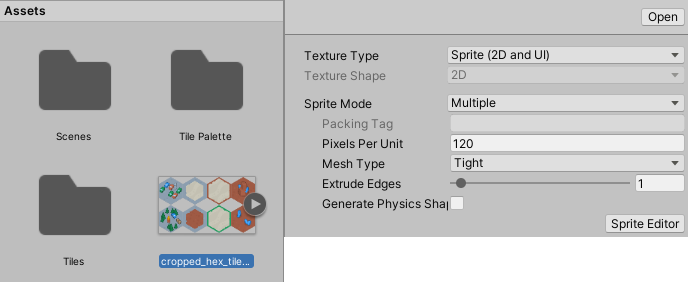 Assets
Scenes
Tile Palette
Tiles
cropped_hex_tile...
Open
Texture Type Sprite (2D and UI)
Texture Shape 2D
Sprite Mode Multiple
Packing Tag
Pixels Per Unit 120
Mesh Type Tight
Extrude Edges 1
Generate Physics Shap
Sprite Editor